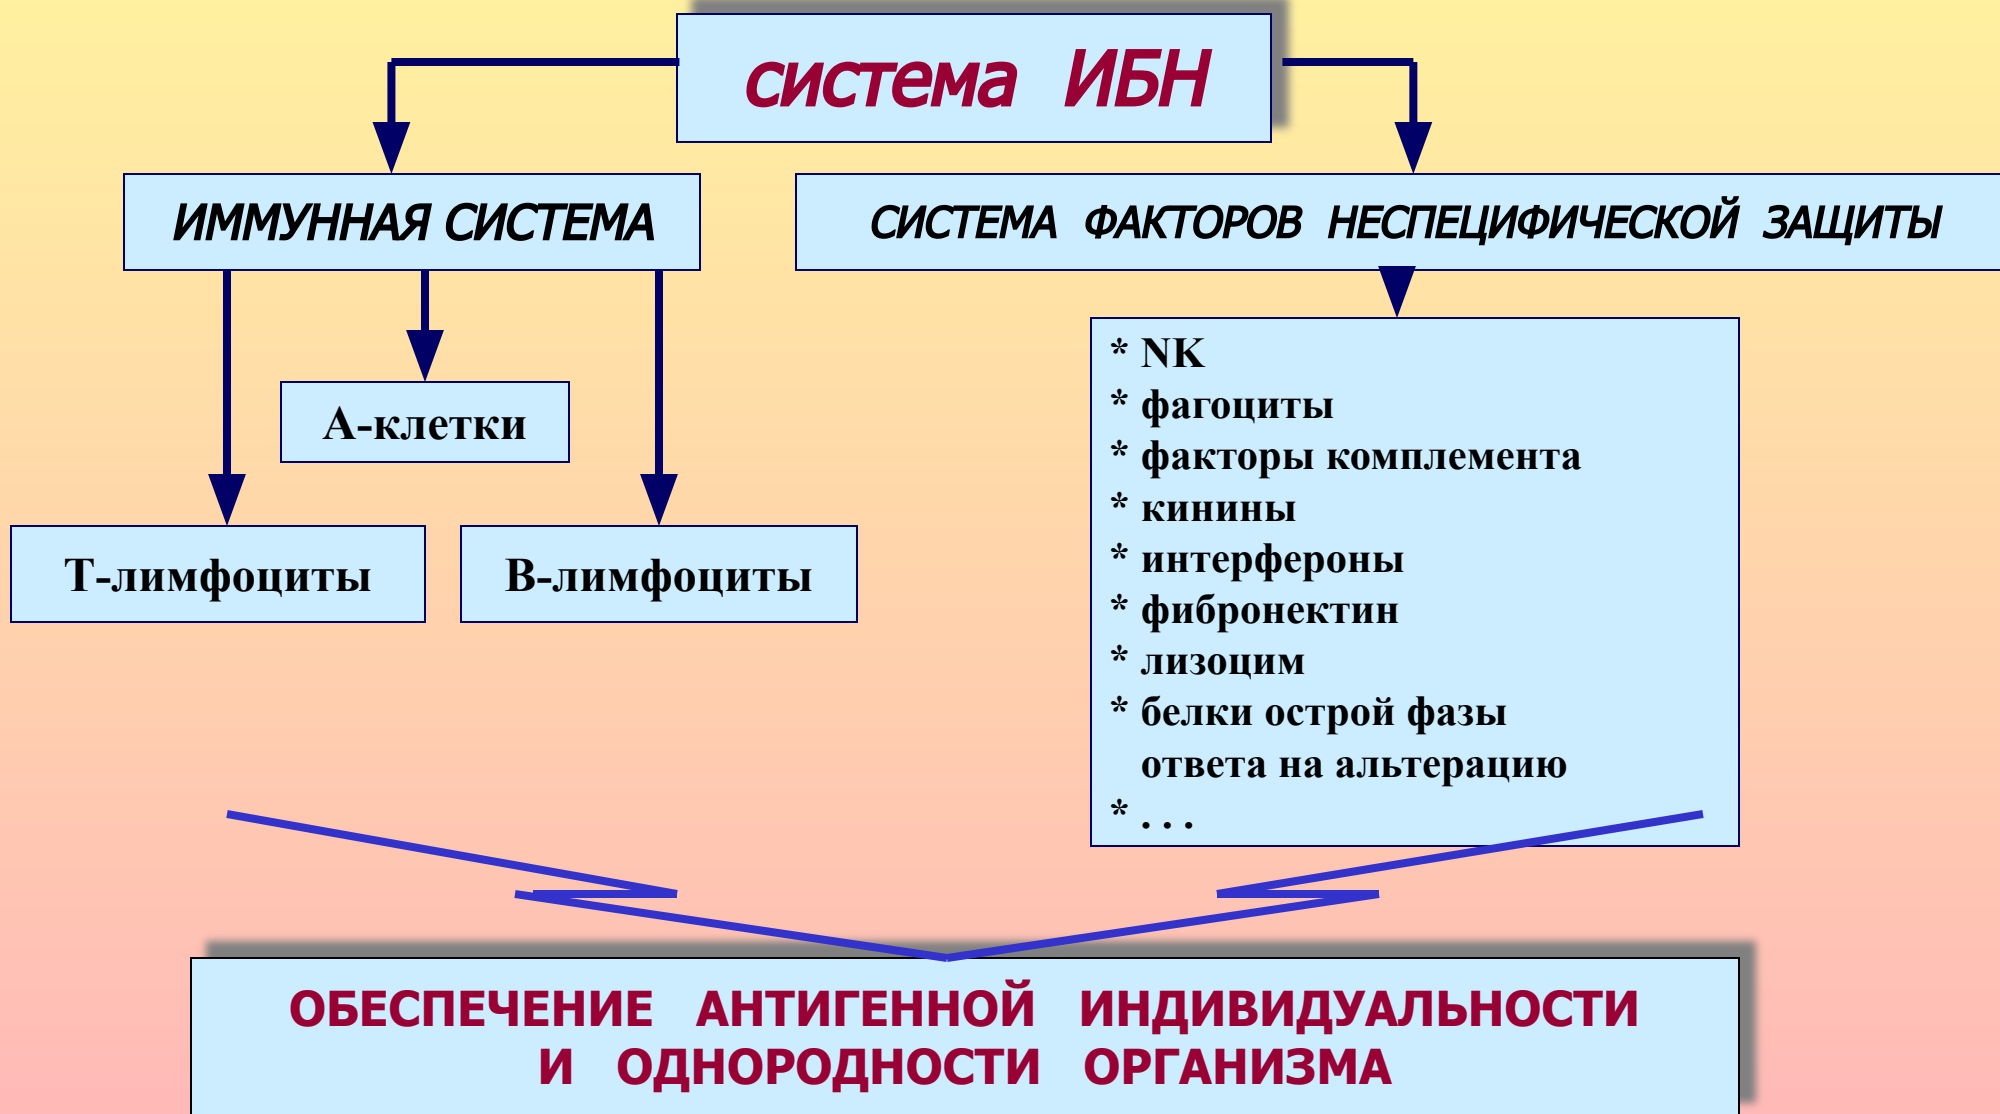 система ИБН
ИММУННАЯ СИСТЕМА
СИСТЕМА ФАКТОРОВ НЕСПЕЦИФИЧЕСКОЙ ЗАЩИТЫ
А-клетки
Т-лимфоциты
В-лимфоциты
* NK
* фагоциты
* факторы комплемента
* кинины
* интерфероны
* фибронектин
* лизоцим
* белки острой фазы
ответа на альтерацию
* . . .
ОБЕСПЕЧЕНИЕ АНТИГЕННОЙ ИНДИВИДУАЛЬНОСТИ
И ОДНОРОДНОСТИ ОРГАНИЗМА